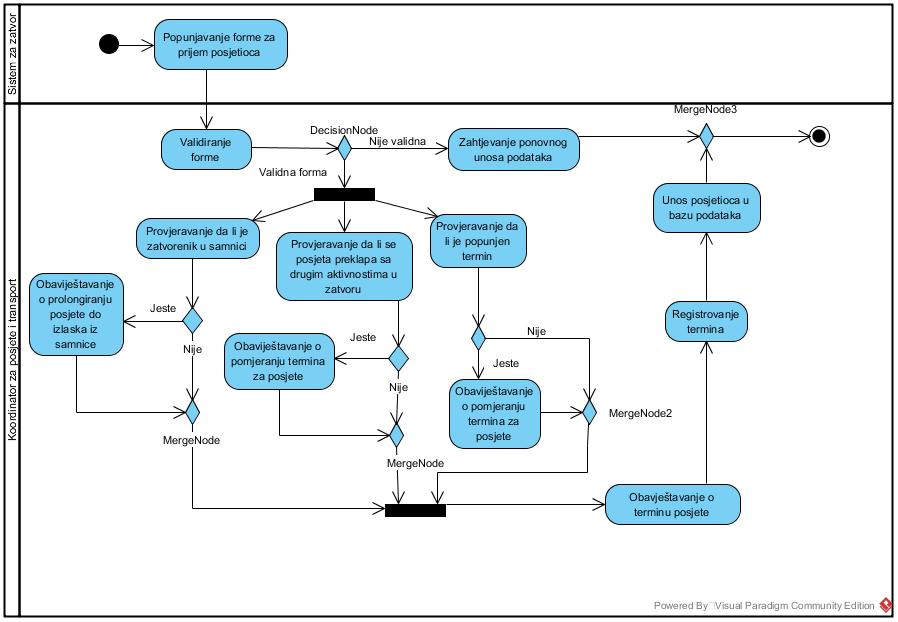 Sistem za zatvor
Popunjavanje forme za
prijem posjetioca
Koordinator za posjete i transport
Validiranje
forme
DecisionNode
Nije validna
Zahtjevanje ponovnog
unosa podataka
MergeNode3
Validna forma
Provjeravanje da li je
zatvorenik u samnici
Provjeravanje da li se
posjeta preklapa sa
drugim aktivnostima u
zatvoru
Provjeravanje da
li je popunjen
termin
Unos posjetioca u
bazu podataka
Obaviještavanje
o prolongiranju
posjete do
izlaska iz
samnice
Jeste
Nije
Obaviještavanje o
pomjeranju termina
za posjete
Jeste
Nije
Nije
Jeste
Obaviještavanje
o pomjeranju
termina za
posjete
Registrovanje
termina
MergeNode
MergeNode
MergeNode2
Obavještavanje o
terminu posjete
Powered By Visual Paradigm Community Edition